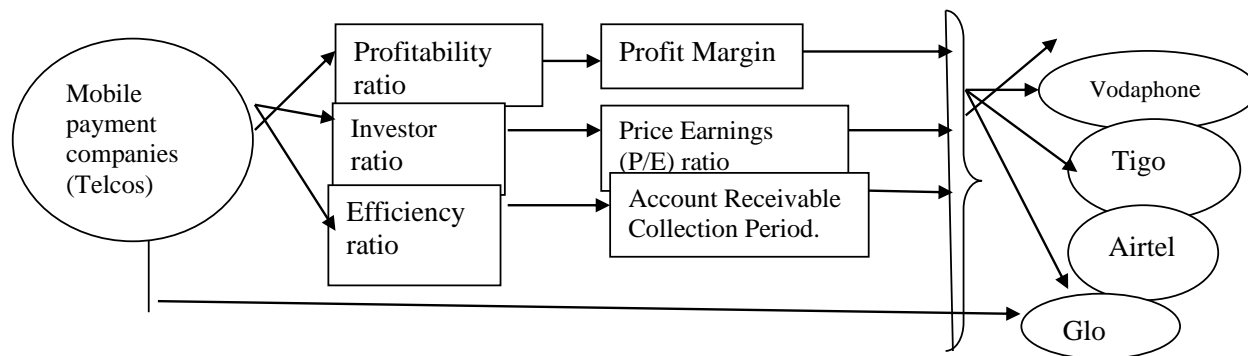 Mobile
payment
companies
(Telcos)
Profitability
ratio
Investor
ratio
Efficiency
ratio
Profit Margin
Price Earnings
(P/E) ratio
Account Receivable
Collection Period.
Vodaphone
Tigo
Airtel
Glo